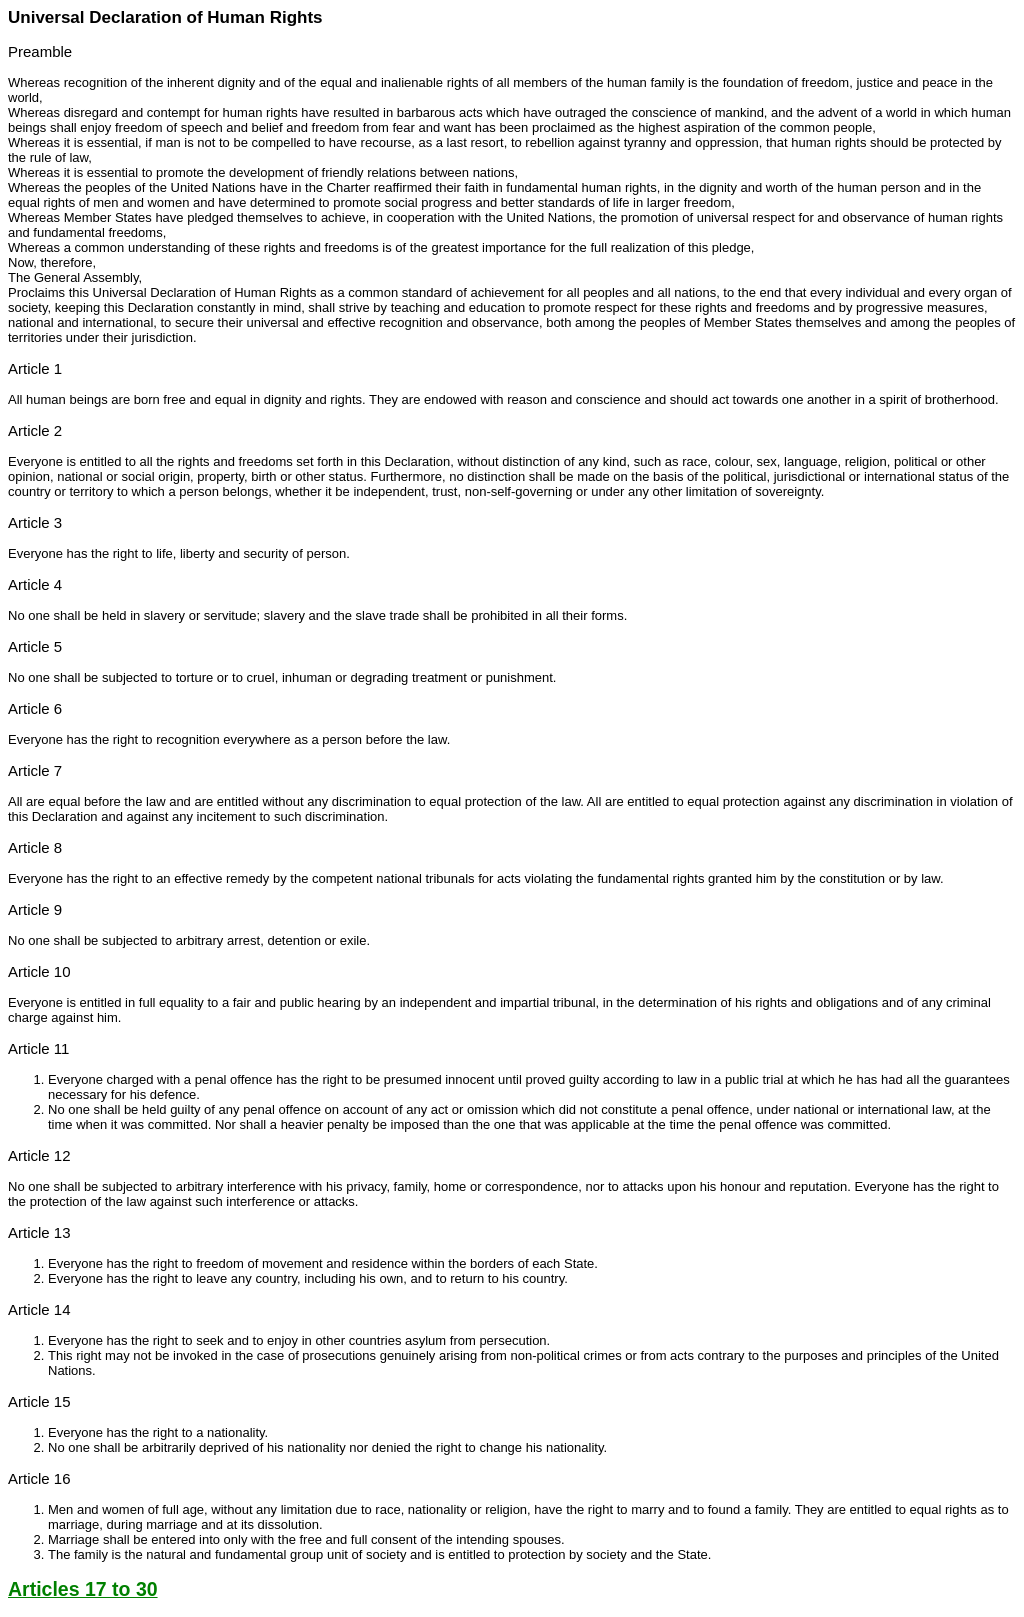 Universal Declaration of Human Rights
Preamble
Whereas recognition of the inherent dignity and of the equal and inalienable rights of all members of the human family is the foundation of freedom, justice and peace in the
world,
Whereas disregard and contempt for human rights have resulted in barbarous acts which have outraged the conscience of mankind, and the advent of a world in which human
beings shall enjoy freedom of speech and belief and freedom from fear and want has been proclaimed as the highest aspiration of the common people,
Whereas it is essential, if man is not to be compelled to have recourse, as a last resort, to rebellion against tyranny and oppression, that human rights should be protected by
the rule of law,
Whereas it is essential to promote the development of friendly relations between nations,
Whereas the peoples of the United Nations have in the Charter reaffirmed their faith in fundamental human rights, in the dignity and worth of the human person and in the
equal rights of men and women and have determined to promote social progress and better standards of life in larger freedom,
Whereas Member States have pledged themselves to achieve, in cooperation with the United Nations, the promotion of universal respect for and observance of human rights
and fundamental freedoms,
Whereas a common understanding of these rights and freedoms is of the greatest importance for the full realization of this pledge,
Now, therefore,
The General Assembly,
Proclaims this Universal Declaration of Human Rights as a common standard of achievement for all peoples and all nations, to the end that every individual and every organ of
society, keeping this Declaration constantly in mind, shall strive by teaching and education to promote respect for these rights and freedoms and by progressive measures,
national and international, to secure their universal and effective recognition and observance, both among the peoples of Member States themselves and among the peoples of
territories under their jurisdiction.
Article 1
All human beings are born free and equal in dignity and rights. They are endowed with reason and conscience and should act towards one another in a spirit of brotherhood.
Article 2
Everyone is entitled to all the rights and freedoms set forth in this Declaration, without distinction of any kind, such as race, colour, sex, language, religion, political or other
opinion, national or social origin, property, birth or other status. Furthermore, no distinction shall be made on the basis of the political, jurisdictional or international status of the
country or territory to which a person belongs, whether it be independent, trust, non-self-governing or under any other limitation of sovereignty.
Article 3
Everyone has the right to life, liberty and security of person.
Article 4
No one shall be held in slavery or servitude; slavery and the slave trade shall be prohibited in all their forms.
Article 5
No one shall be subjected to torture or to cruel, inhuman or degrading treatment or punishment.
Article 6
Everyone has the right to recognition everywhere as a person before the law.
Article 7
All are equal before the law and are entitled without any discrimination to equal protection of the law. All are entitled to equal protection against any discrimination in violation of
this Declaration and against any incitement to such discrimination.
Article 8
Everyone has the right to an effective remedy by the competent national tribunals for acts violating the fundamental rights granted him by the constitution or by law.
Article 9
No one shall be subjected to arbitrary arrest, detention or exile.
Article 10
Everyone is entitled in full equality to a fair and public hearing by an independent and impartial tribunal, in the determination of his rights and obligations and of any criminal
charge against him.
Article 11
1. Everyone charged with a penal offence has the right to be presumed innocent until proved guilty according to law in a public trial at which he has had all the guarantees
necessary for his defence.
2. No one shall be held guilty of any penal offence on account of any act or omission which did not constitute a penal offence, under national or international law, at the
time when it was committed. Nor shall a heavier penalty be imposed than the one that was applicable at the time the penal offence was committed.
Article 12
No one shall be subjected to arbitrary interference with his privacy, family, home or correspondence, nor to attacks upon his honour and reputation. Everyone has the right to
the protection of the law against such interference or attacks.
Article 13
1. Everyone has the right to freedom of movement and residence within the borders of each State.
2. Everyone has the right to leave any country, including his own, and to return to his country.
Article 14
1. Everyone has the right to seek and to enjoy in other countries asylum from persecution.
2. This right may not be invoked in the case of prosecutions genuinely arising from non-political crimes or from acts contrary to the purposes and principles of the United
Nations.
Article 15
1. Everyone has the right to a nationality.
2. No one shall be arbitrarily deprived of his nationality nor denied the right to change his nationality.
Article 16
1. Men and women of full age, without any limitation due to race, nationality or religion, have the right to marry and to found a family. They are entitled to equal rights as to
marriage, during marriage and at its dissolution.
2. Marriage shall be entered into only with the free and full consent of the intending spouses.
3. The family is the natural and fundamental group unit of society and is entitled to protection by society and the State.
Articles 17 to 30